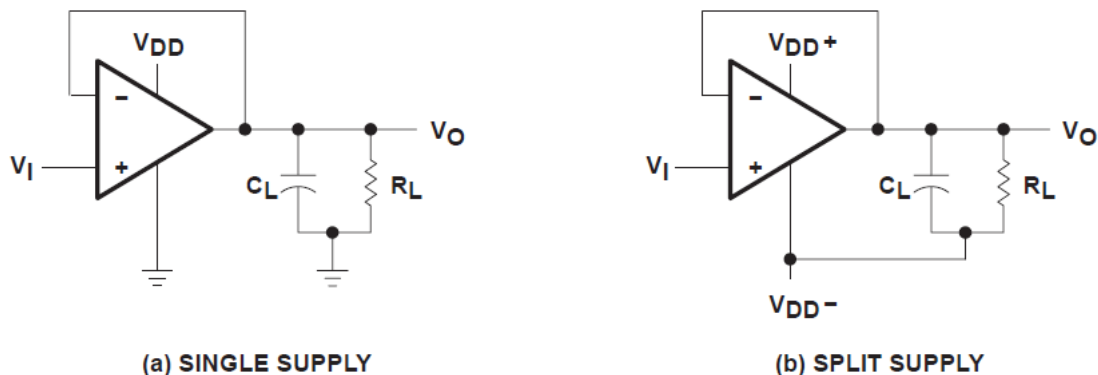 VDD
−
VI
+
VO
CL
RL
(a) SINGLE SUPPLY
VDD+
−
VI
+
VO
CL
RL
VDD−
(b) SPLIT SUPPLY